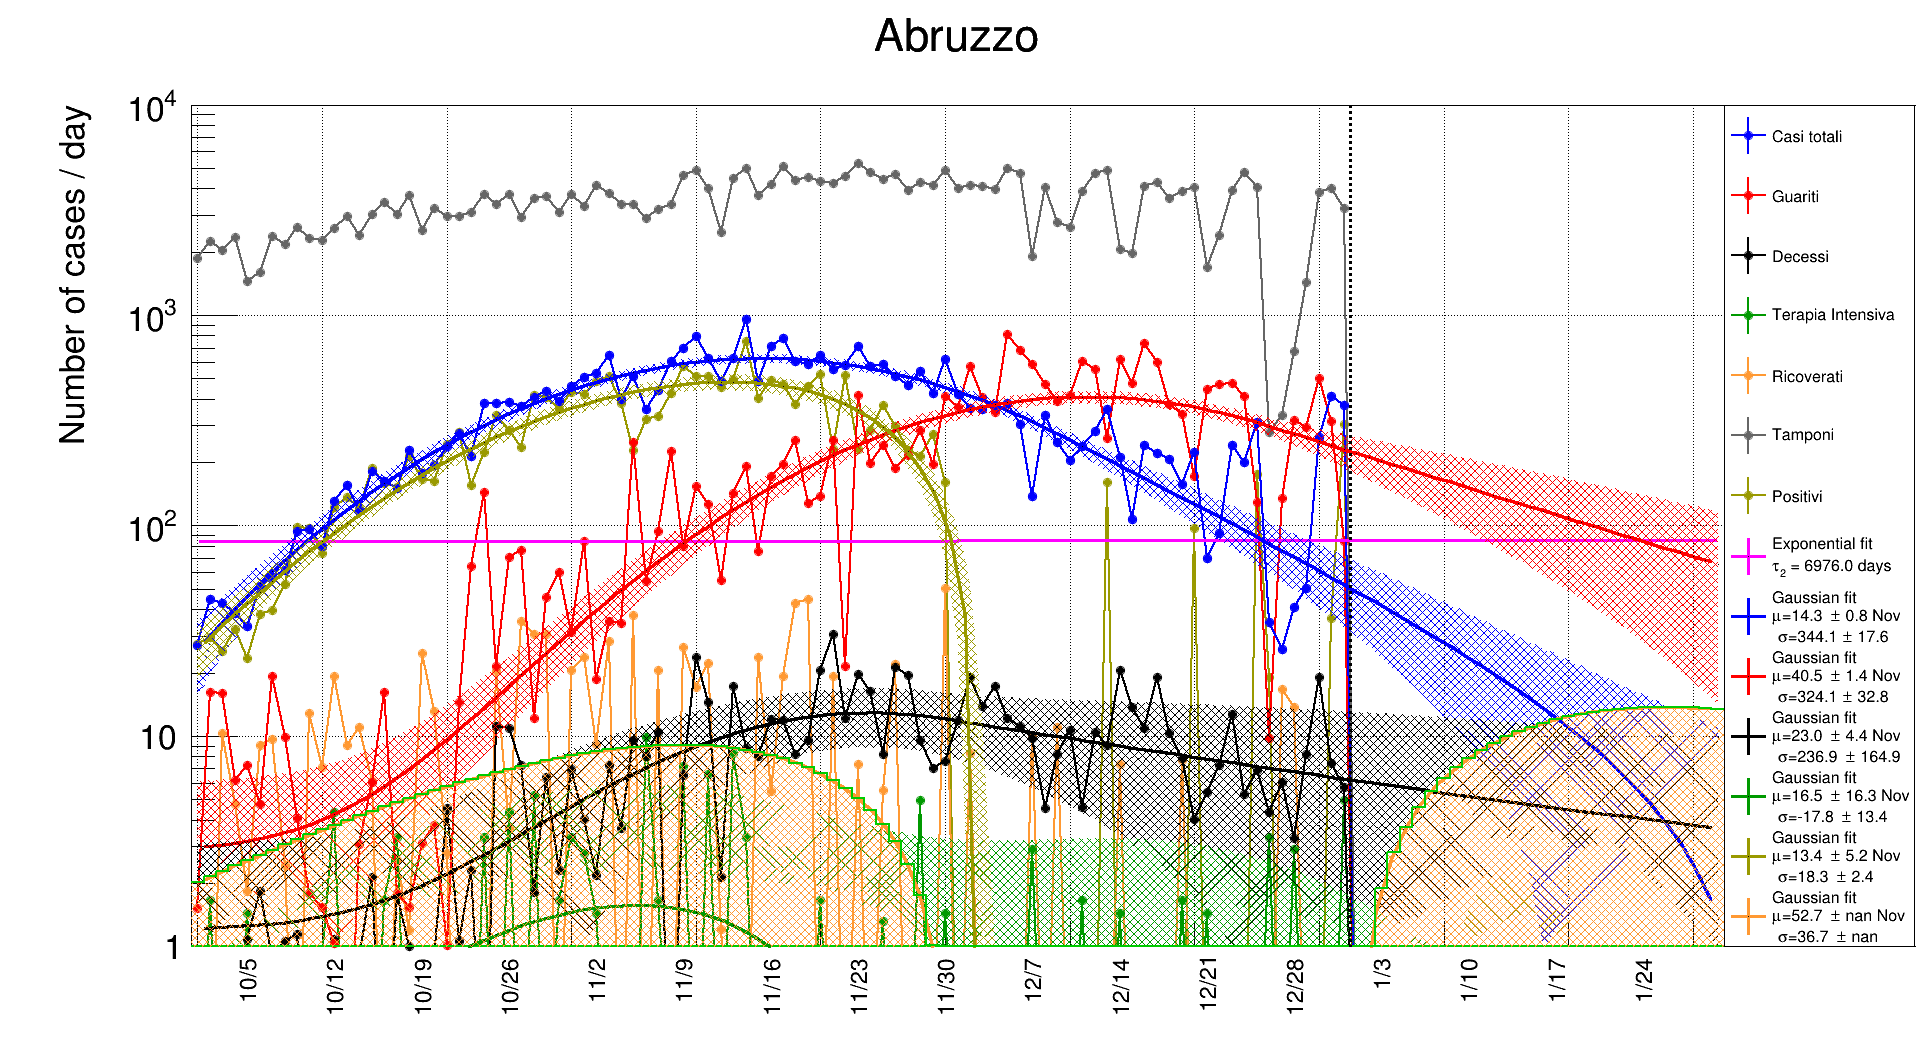 Abruzzo
Number of cases / day
10^4
10^3
10^2
10
1
10/5
10/12
10/19
10/26
11/2
11/9
11/16
11/23
11/30
12/7
12/14
12/21
12/28
1/3
1/10
1/17
1/24
Casi totali
Guariti
Decessi
Terapia Intensiva
Ricoverati
Tamponi
Positivi
Exponential fit
τ_2 = 6976.0 days
Gaussian fit
μ=14.3 ± 0.8 Nov
σ=344.1 ± 17.6
Gaussian fit
μ=40.5 ± 1.4 Nov
σ=324.1 ± 32.8
Gaussian fit
μ=23.0 ± 4.4 Nov
σ=236.9 ± 164.9
Gaussian fit
μ=16.5 ± 16.3 Nov
σ=-17.8 ± 13.4
Gaussian fit
μ=13.4 ± 5.2 Nov
σ=18.3 ± 2.4
Gaussian fit
μ=52.7 ± nan Nov
σ=36.7 ± nan